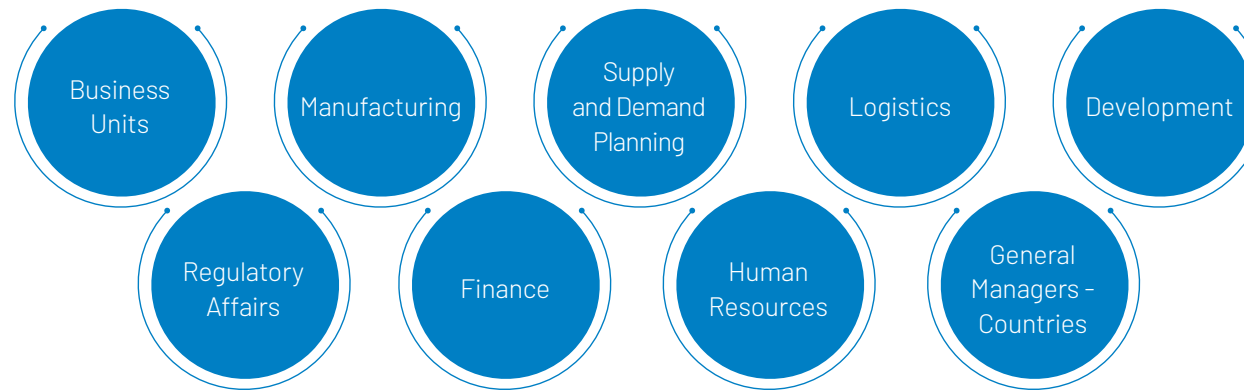 Business
Units
Manufacturing
Supply
and Demand
Planning
Logistics
Development
Regulatory
Affairs
Finance
Human
Resources
General
Managers -
Countries